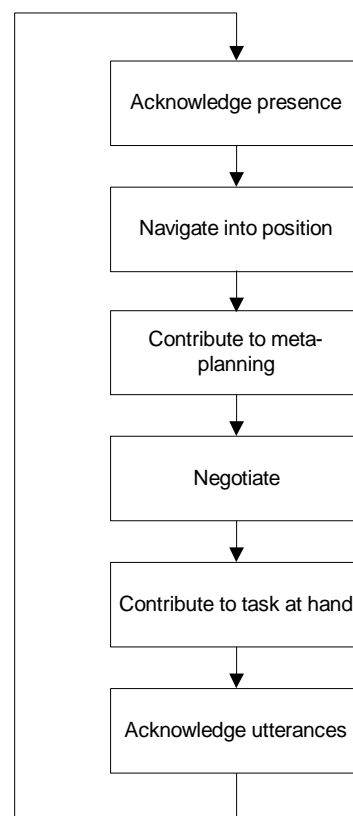 Acknowledge presence
Navigate into position
Contribute to meta-
planning
Negotiate
Contribute to task at hand
Acknowledge utterances